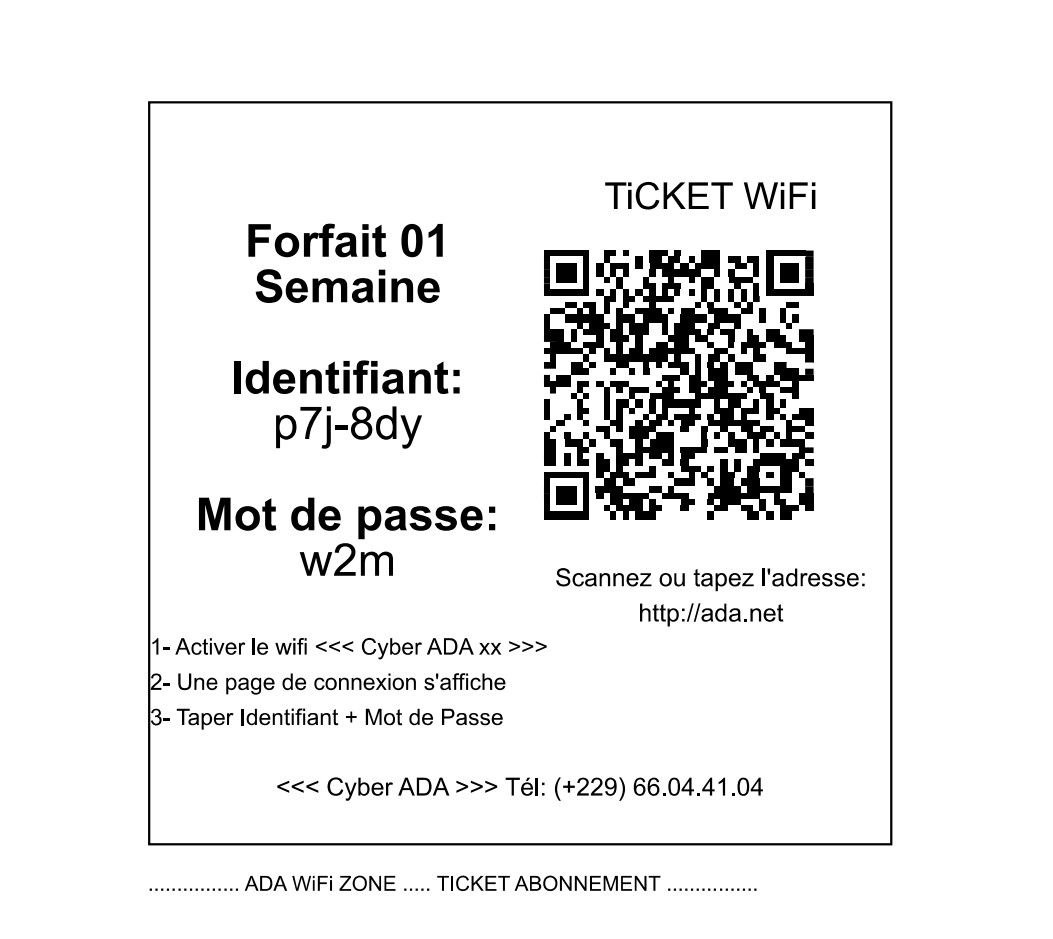 TiCKET WiFi
Forfait 01
Semaine
Identifiant:
p7j-8dy
Mot de passe:
w2m
Scannez ou tapez l'adresse:
http://ada.net
1- Activer le wifi <<< Cyber ADA xx >>>
2- Une page de connexion s'affiche
3- Taper Identifiant + Mot de Passe
<<< Cyber ADA >>> Tél: (+229) 66.04.41.04
................ ADA WiFi ZONE ..... TICKET ABONNEMENT ................